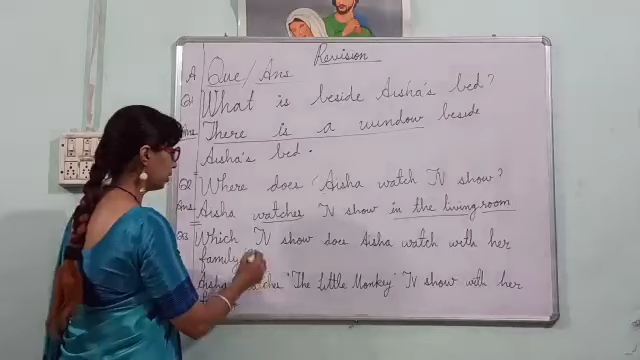 Revision
A Que/Ans
Q1 What is beside Aisha's bed?
Ans There is a window beside
Aisha's bed.
Q2 Where does Aisha watch TV show?
Ans Aisha watches TV show in the living room
Q3 Which TV show does Aisha watch with her
family
Aisha watches 'The Little Monkey' TV show with her